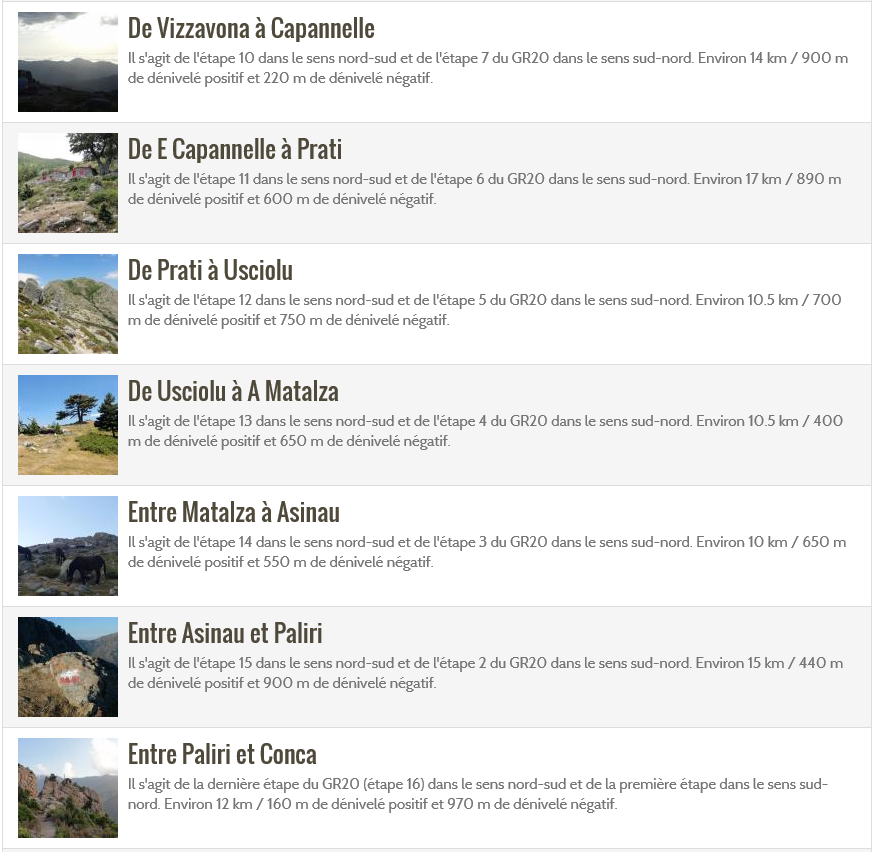 De Vizzavona à Capannelle
Il s'agit de l'étape 10 dans le sens nord-sud et de l'étape 7 du GR20 dans le sens sud-nord. Environ 14 km / 900 m
de dénivelé positif et 220 m de dénivelé négatif.
De E Capannelle à Prati
Il s'agit de l'étape 11 dans le sens nord-sud et de l'étape 6 du GR20 dans le sens sud-nord. Environ 17 km / 890 m
de dénivelé positif et 600 m de dénivelé négatif.
De Prati à Usciolu
Il s'agit de l'étape 12 dans le sens nord-sud et de l'étape 5 du GR20 dans le sens sud-nord. Environ 10.5 km / 700
m de dénivelé positif et 750 m de dénivelé négatif.
De Usciolu à A Matalza
Il s'agit de l'étape 13 dans le sens nord-sud et de l'étape 4 du GR20 dans le sens sud-nord. Environ 10.5 km / 400
m de dénivelé positif et 650 m de dénivelé négatif.
Entre Matalza à Asinau
Il s'agit de l'étape 14 dans le sens nord-sud et de l'étape 3 du GR20 dans le sens sud-nord. Environ 10 km / 650 m
de dénivelé positif et 550 m de dénivelé négatif.
Entre Asinau et Paliri
Il s'agit de l'étape 15 dans le sens nord-sud et de l'étape 2 du GR20 dans le sens sud-nord. Environ 15 km / 440 m
de dénivelé positif et 900 m de dénivelé négatif.
Entre Paliri et Conca
Il s'agit de la dernière étape du GR20 (étape 16) dans le sens nord-sud et de la première étape dans le sens sud-
nord. Environ 12 km / 160 m de dénivelé positif et 970 m de dénivelé négatif.